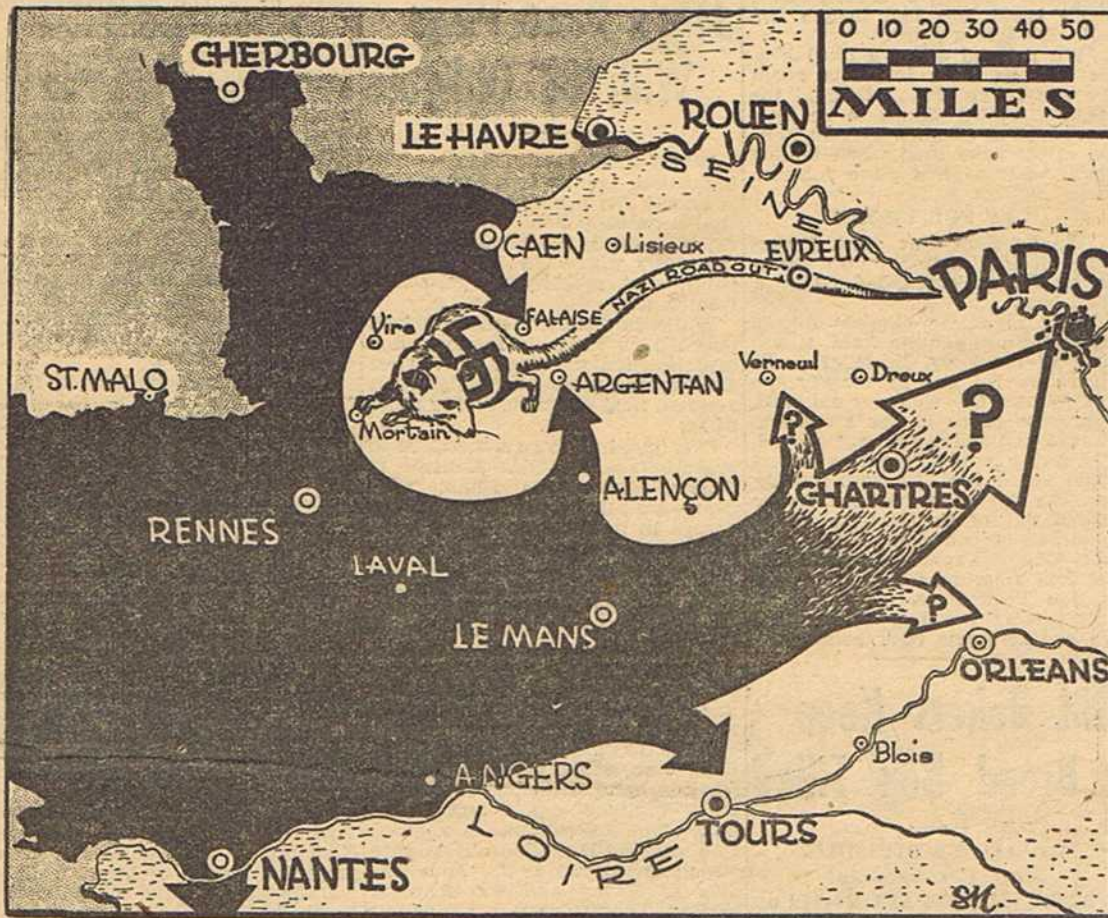 CHERBOURG
0 10 20 30 40 50
MILES
LE HAVRE
ROUEN
SEINE
CAEN
Lisieux
EVREUX
PARIS
NAZI ROAD OUT
Vire
FALAISE
ST. MALO
ARGENTAN
Verneuil
Dreux
Mortain
?
?
ALENÇON
CHARTRES
RENNES
LAVAL
?
LE MANS
ORLEANS
Blois
ANGERS
LOIRE
TOURS
NANTES
SM.